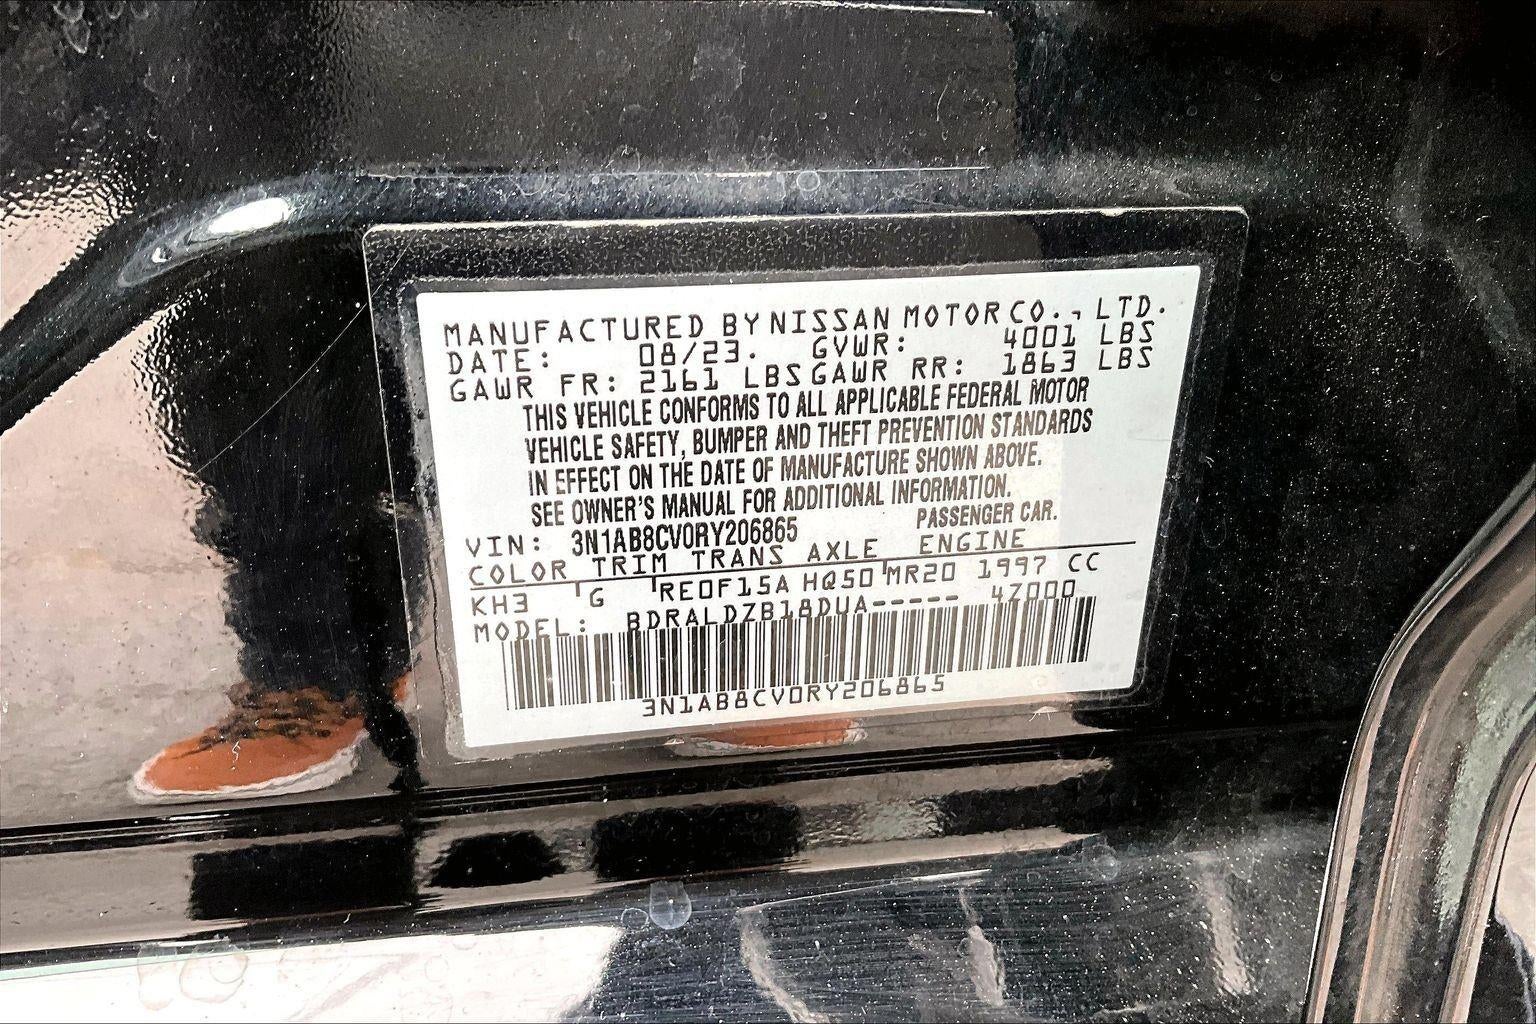 MANUFACTURED BY NISSAN MOTOR CO., LTD.
DATE: 08/23. GVWR: 4001 LBS
GAWR FR: 2161 LBS GAWR RR: 1863 LBS
THIS VEHICLE CONFORMS TO ALL APPLICABLE FEDERAL MOTOR
VEHICLE SAFETY, BUMPER AND THEFT PREVENTION STANDARDS
IN EFFECT ON THE DATE OF MANUFACTURE SHOWN ABOVE.
SEE OWNER'S MANUAL FOR ADDITIONAL INFORMATION.
VIN: 3N1AB8CV0RY206865 PASSENGER CAR.
COLOR TRIM TRANS AXLE ENGINE
KH3 G RE0F15A HQ50 MR20 1997 CC
MODEL: BDRALDZB18DUA----- 4Z000
3N1AB8CV0RY206865